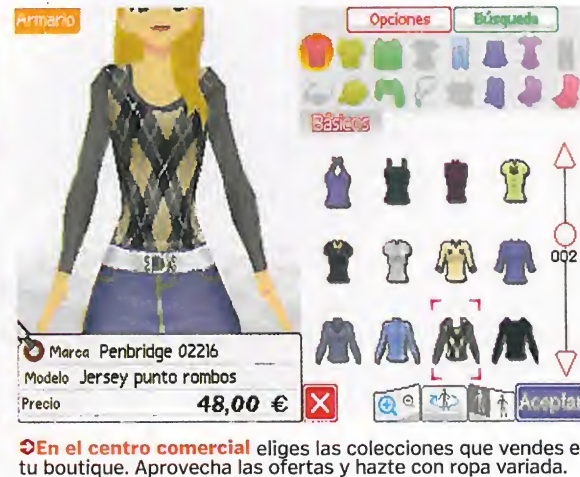 Armario
Opciones
Búsqueda
Básicos
002
Marca Penbridge 02216
Modelo Jersey punto rombos
Precio 48,00 €
Aceptar
En el centro comercial eliges las colecciones que vendes e
tu boutique. Aprovecha las ofertas y hazte con ropa variada.